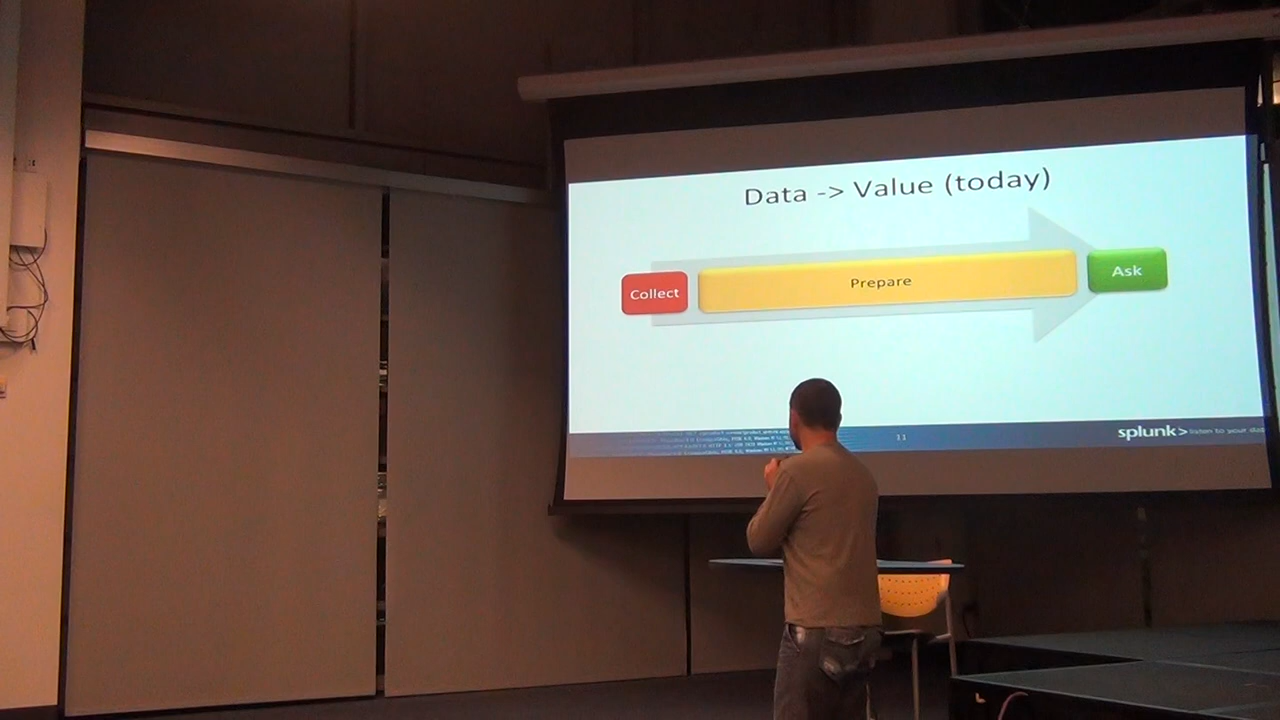 Data -> Value (today)
Collect
Prepare
Ask
11
splunk> listen to your data